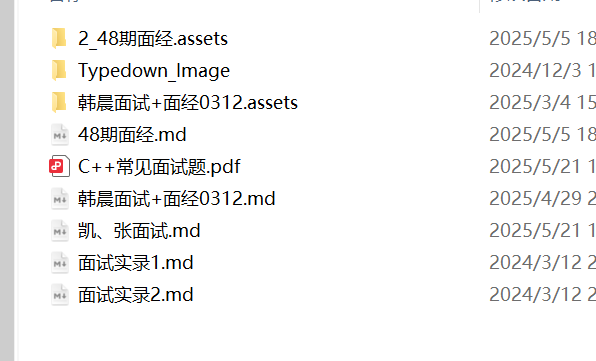 2_48期面经.assets 2025/5/5 18
Typedown_Image 2024/12/3 1
韩晨面试+面经0312.assets 2025/3/4 15
48期面经.md 2025/5/5 18
C++常见面试题.pdf 2025/5/21 1
韩晨面试+面经0312.md 2025/4/29 2
凯、张面试.md 2025/5/21 1
面试实录1.md 2024/3/12 2
面试实录2.md 2024/3/12 2